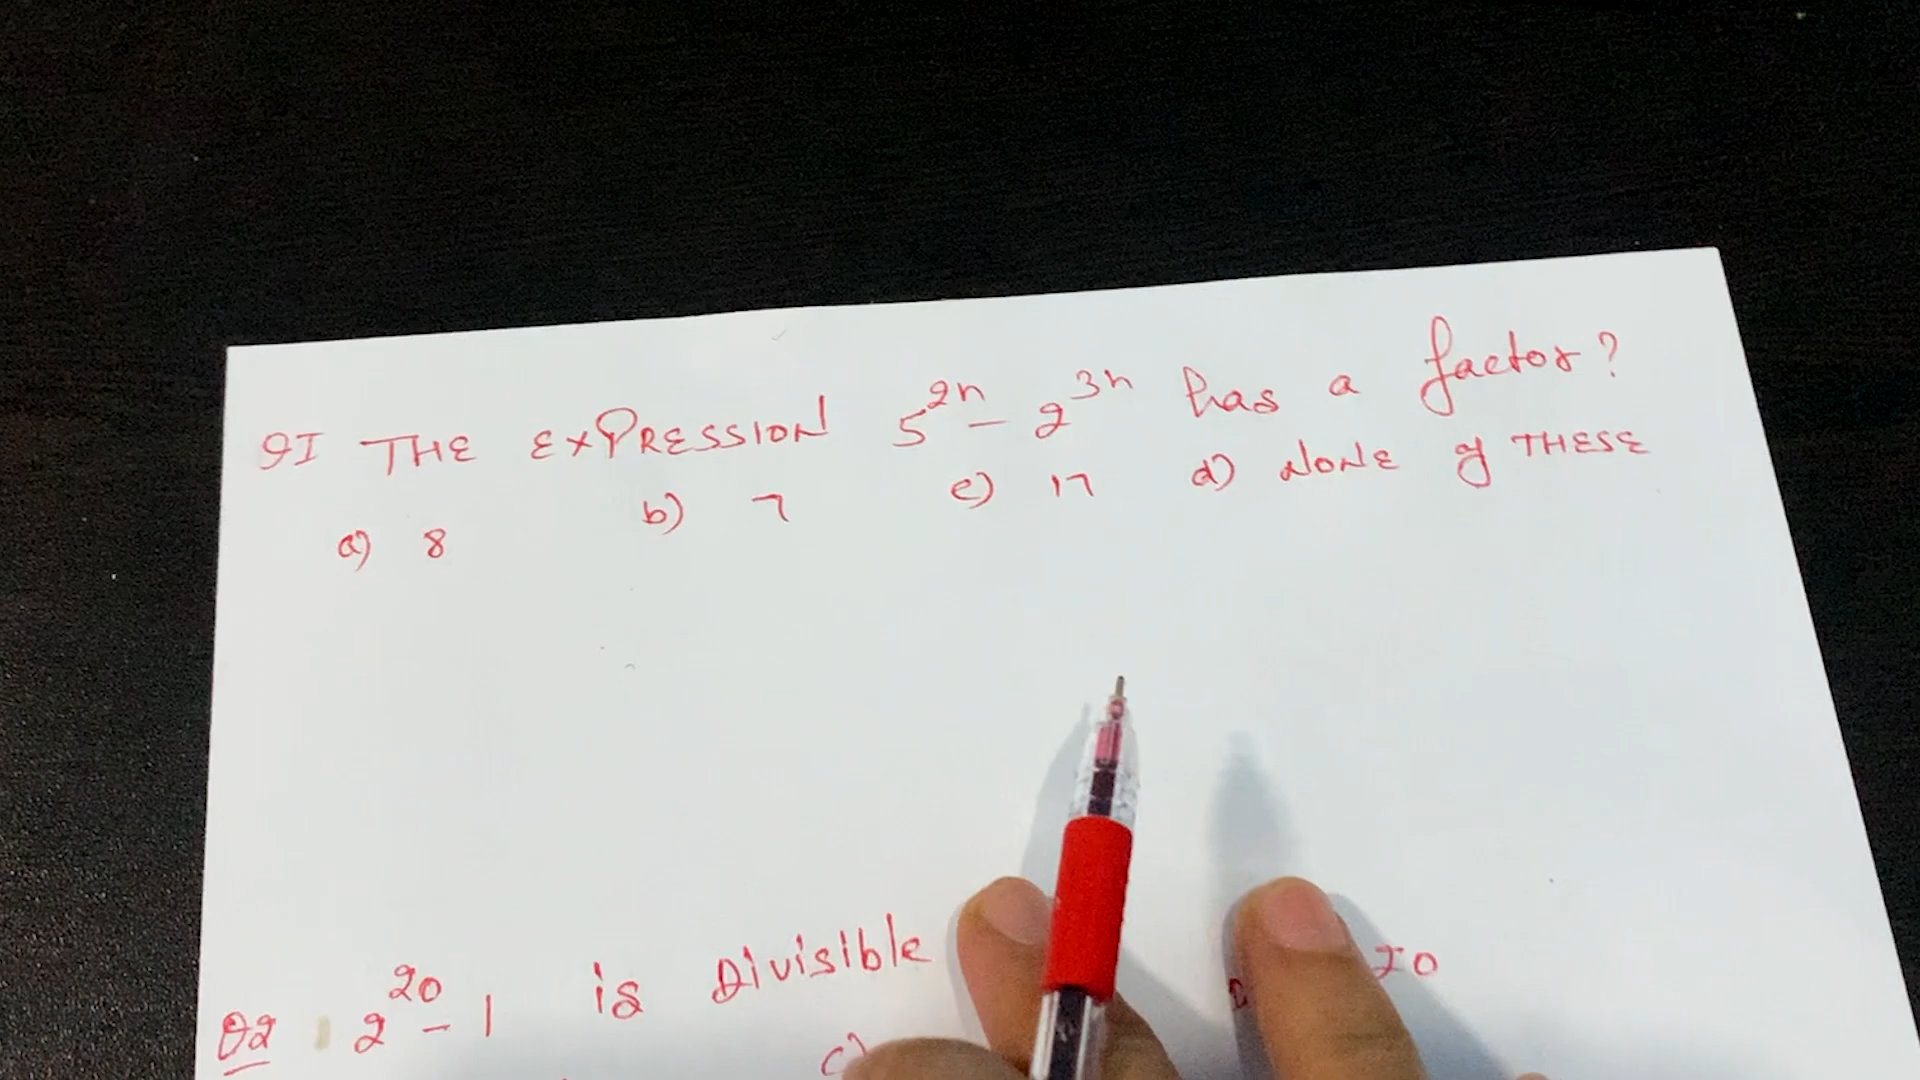 Q1 THE EXPRESSION 5^2n - 2^3n has a factor?
a) 8 b) 7 c) 17 d) NONE of THESE
Q2 2^20 - 1 is Divisible
c)